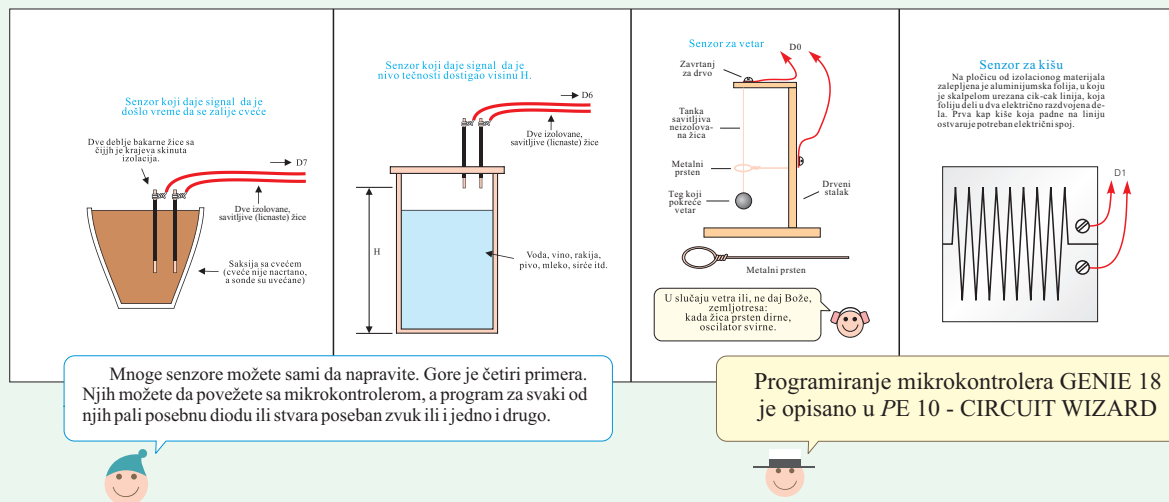 Senzor koji daje signal da je
došlo vreme da se zalije cveće
Dve deblje bakarne žice sa
čijjh je krajeva skinuta
izolacija.
D7
Dve izolovane,
savitljive (licnaste) žice
Saksija sa cvećem
(cveće nije nacrtano,
a sonde su uvećane)
Senzor koji daje signal da je
nivo tečnosti dostigao visinu H.
D6
Dve izolovane,
savitljive (licnaste) žice
H
Voda, vino, rakija,
pivo, mleko, sirće itd.
Senzor za vetar
D0
Zavrtanj
za drvo
Tanka
savitljiva
neizolova-
na žica
Metalni
prsten
Teg koji
pokreće
vetar
Drveni
stalak
Metalni prsten
U slučaju vetra ili, ne daj Bože,
zemljotresa:
kada žica prsten dirne,
oscilator svirne.
Senzor za kišu
Na pločicu od izolacionog materijala
zalepljena je aluminijumska folija, u koju
je skalpelom urezana cik-cak linija, koja
foliju deli u dva električno razdvojena de-
la. Prva kap kiše koja padne na liniju
ostvaruje potreban električni spoj.
D1
Mnoge senzore možete sami da napravite. Gore je četiri primera.
Njih možete da povežete sa mikrokontrolerom, a program za svaki od
njih pali posebnu diodu ili stvara poseban zvuk ili i jedno i drugo.
Programiranje mikrokontrolera GENIE 18
je opisano u PE 10 - CIRCUIT WIZARD